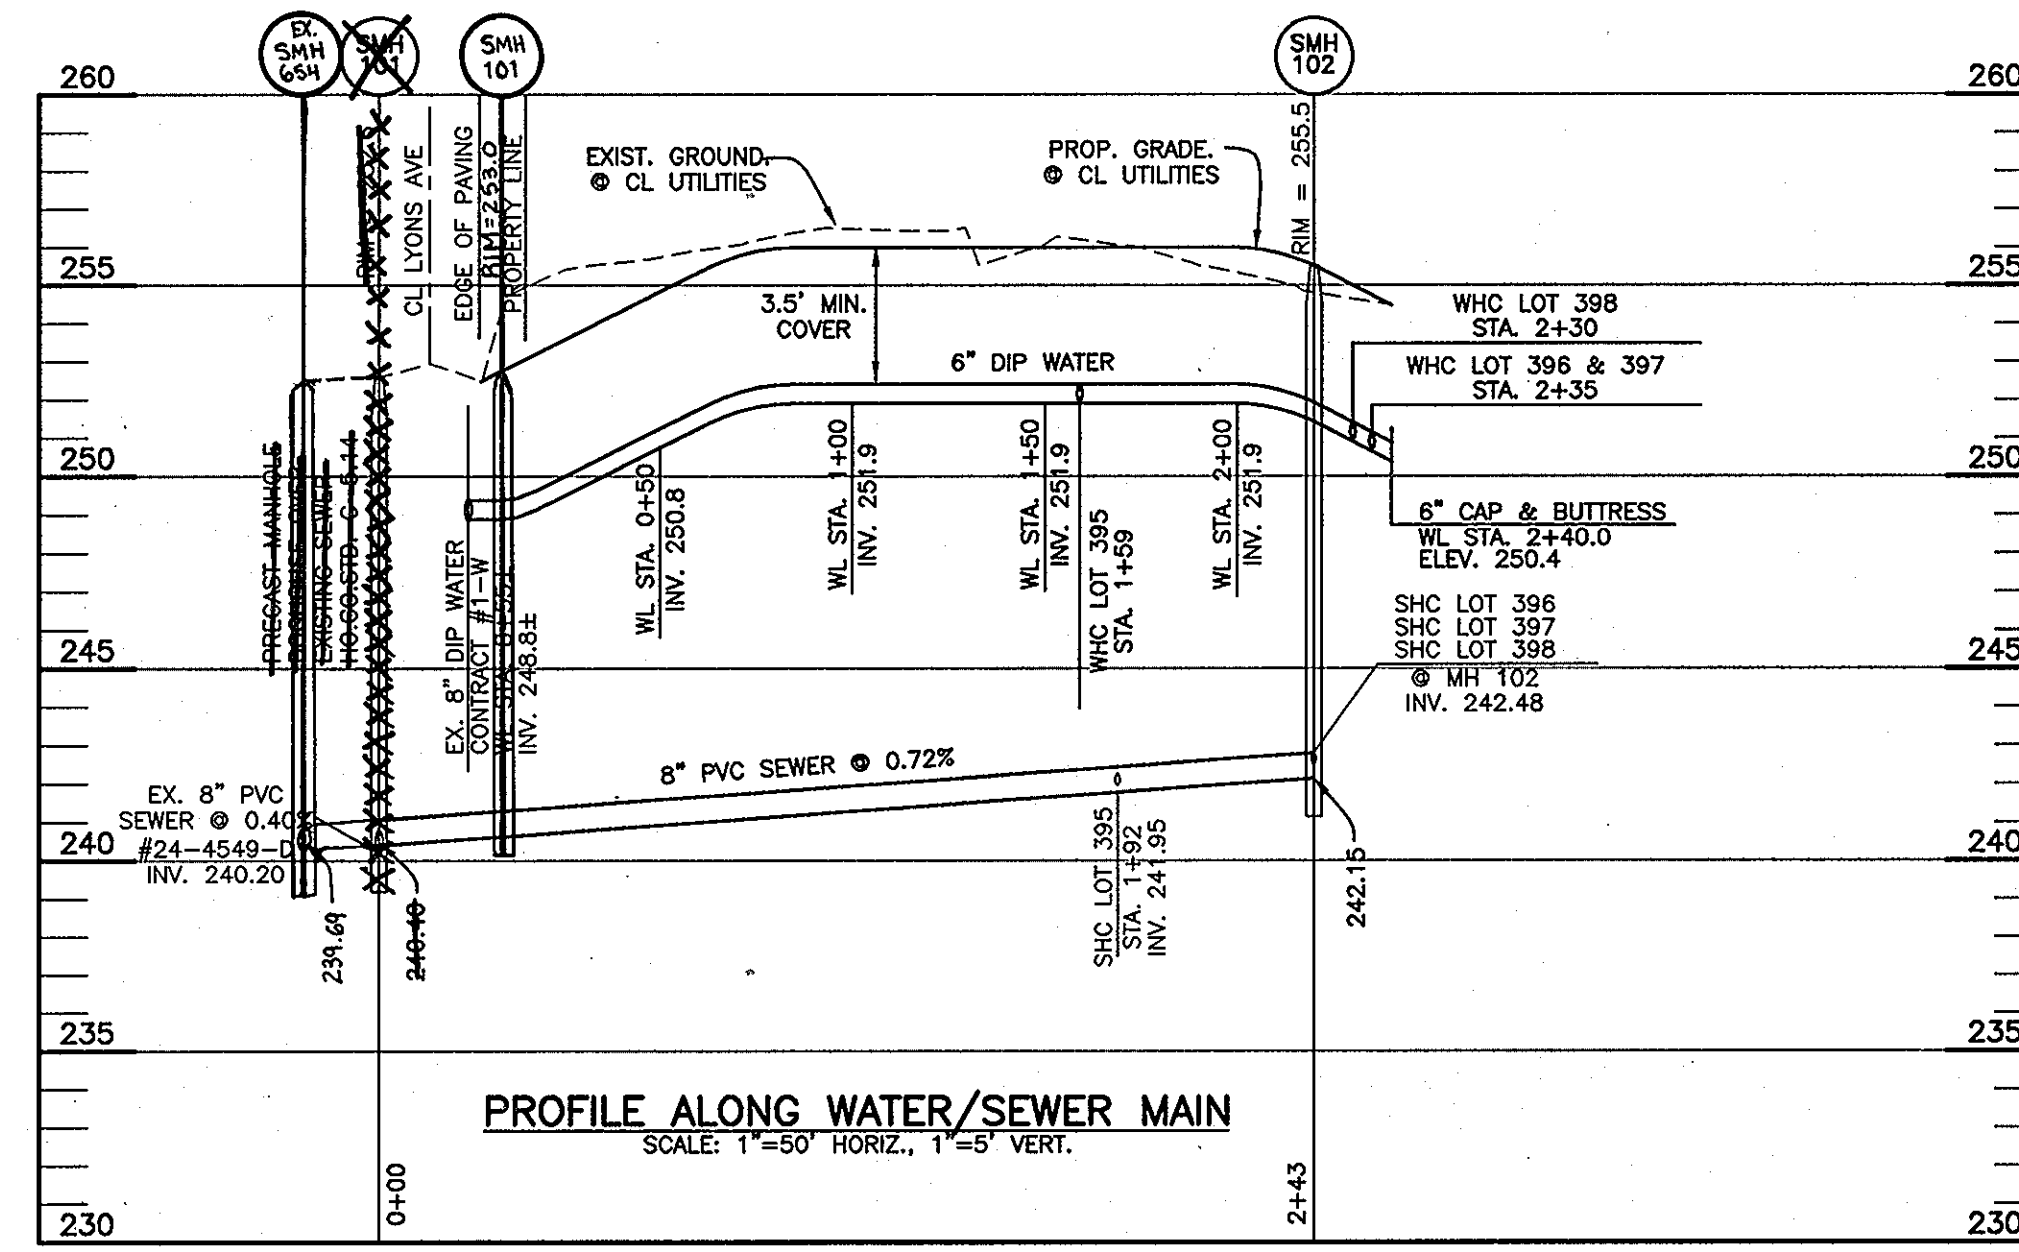 EX.
SMH
654
SMH
101
SMH
101
SMH
102
260
260
CL LYONS AVE
EDGE OF PAVING
RIM=253.0
PROPERTY LINE
EXIST. GROUND
@ CL UTILITIES
PROP. GRADE.
@ CL UTILITIES
RIM = 255.5
255
255
3.5' MIN.
COVER
6" DIP WATER
WHC LOT 398
STA. 2+30
WHC LOT 396 & 397
STA. 2+35
250
250
PRECAST MANHOLE
EXISTING SEWER
HO.CO.STD. G-5.14
EX. 8" DIP WATER
CONTRACT #1-W
INV. 248.8±
WL STA. 0+50
INV. 250.8
WL STA. 1+00
INV. 251.9
WL STA. 1+50
INV. 251.9
WHC LOT 395
STA. 1+59
WL STA. 2+00
INV. 251.9
6" CAP & BUTTRESS
WL STA. 2+40.0
ELEV. 250.4
SHC LOT 396
SHC LOT 397
SHC LOT 398
@ MH 102
INV. 242.48
245
245
8" PVC SEWER @ 0.72%
EX. 8" PVC
SEWER @ 0.40%
#24-4549-D
INV. 240.20
240
240
239.69
240.40
SHC LOT 395
STA. 1+92
INV. 241.95
242.15
235
235
PROFILE ALONG WATER/SEWER MAIN
SCALE: 1"=50' HORIZ., 1"=5' VERT.
0+00
2+43
230
230